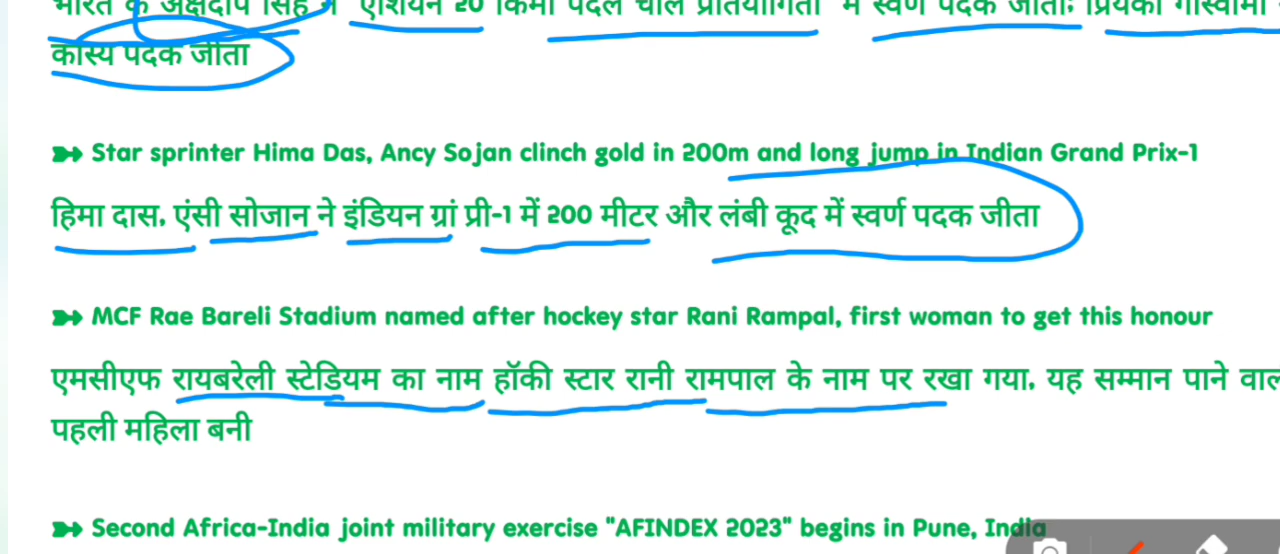 भारत के अक्षदीप सिंह ने एशियन 20 किमी पैदल चाल प्रतियोगिता में स्वर्ण पदक जीता: प्रियंका गोस्वामी
कांस्य पदक जीता
Star sprinter Hima Das, Ancy Sojan clinch gold in 200m and long jump in Indian Grand Prix-1
हिमा दास, एंसी सोजान ने इंडियन ग्रां प्री-1 में 200 मीटर और लंबी कूद में स्वर्ण पदक जीता
MCF Rae Bareli Stadium named after hockey star Rani Rampal, first woman to get this honour
एमसीएफ रायबरेली स्टेडियम का नाम हॉकी स्टार रानी रामपाल के नाम पर रखा गया, यह सम्मान पाने
पहली महिला बनी
Second Africa-India joint military exercise "AFINDEX 2023" begins in Pune, India